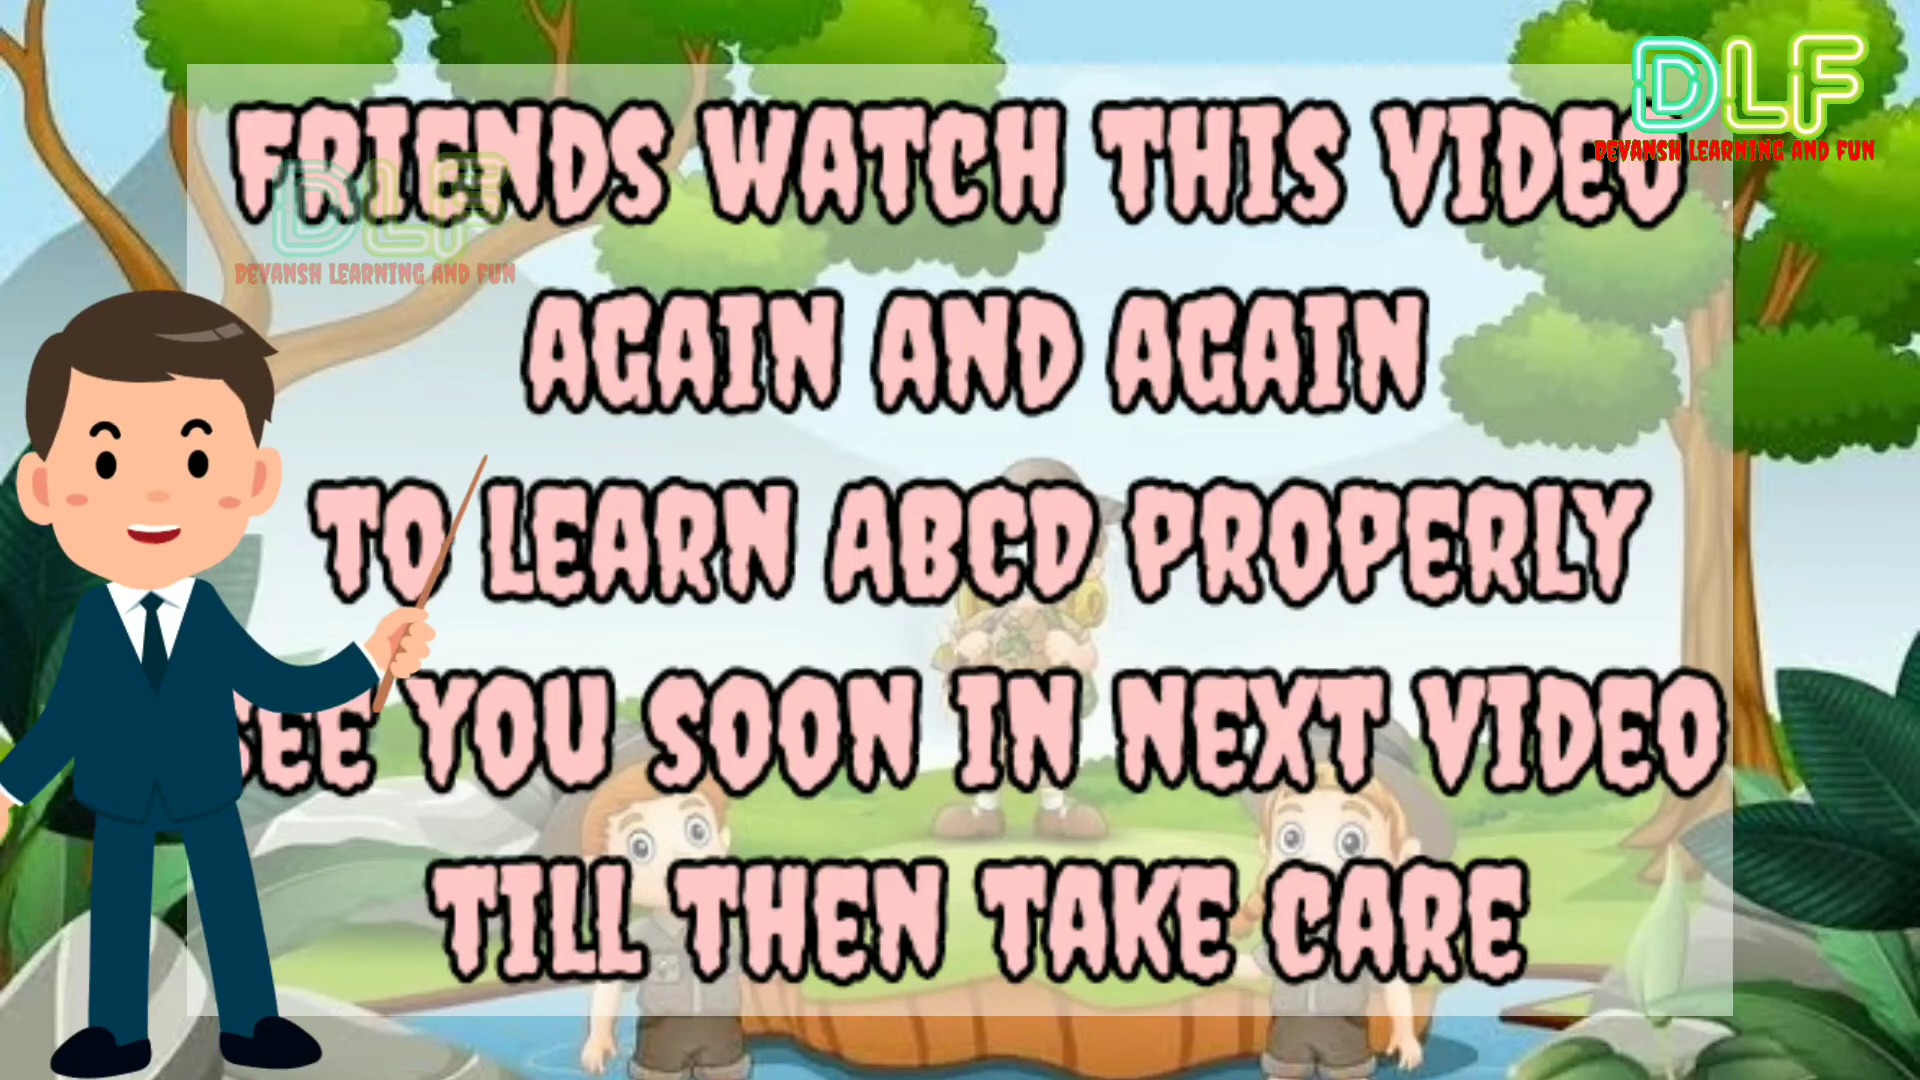 DLF
DEVANSH LEARNING AND FUN
FRIENDS WATCH THIS VIDEO
DLF
DEVANSH LEARNING AND FUN
AGAIN AND AGAIN
TO LEARN ABCD PROPERLY
SEE YOU SOON IN NEXT VIDEO
TILL THEN TAKE CARE